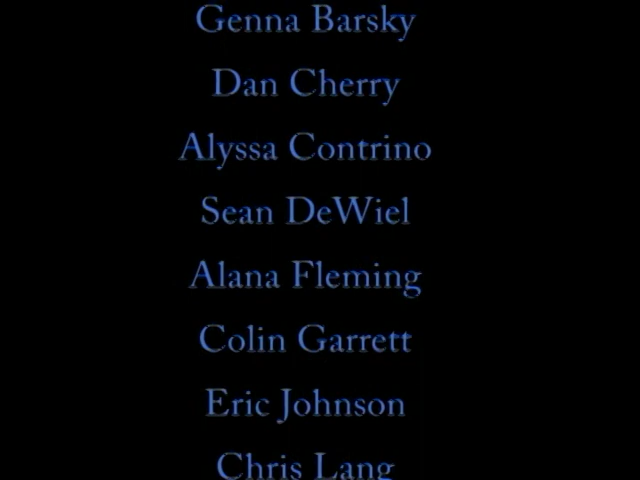 Genna Barsky
Dan Cherry
Alyssa Contrino
Sean DeWiel
Alana Fleming
Colin Garrett
Eric Johnson
Chris Lang